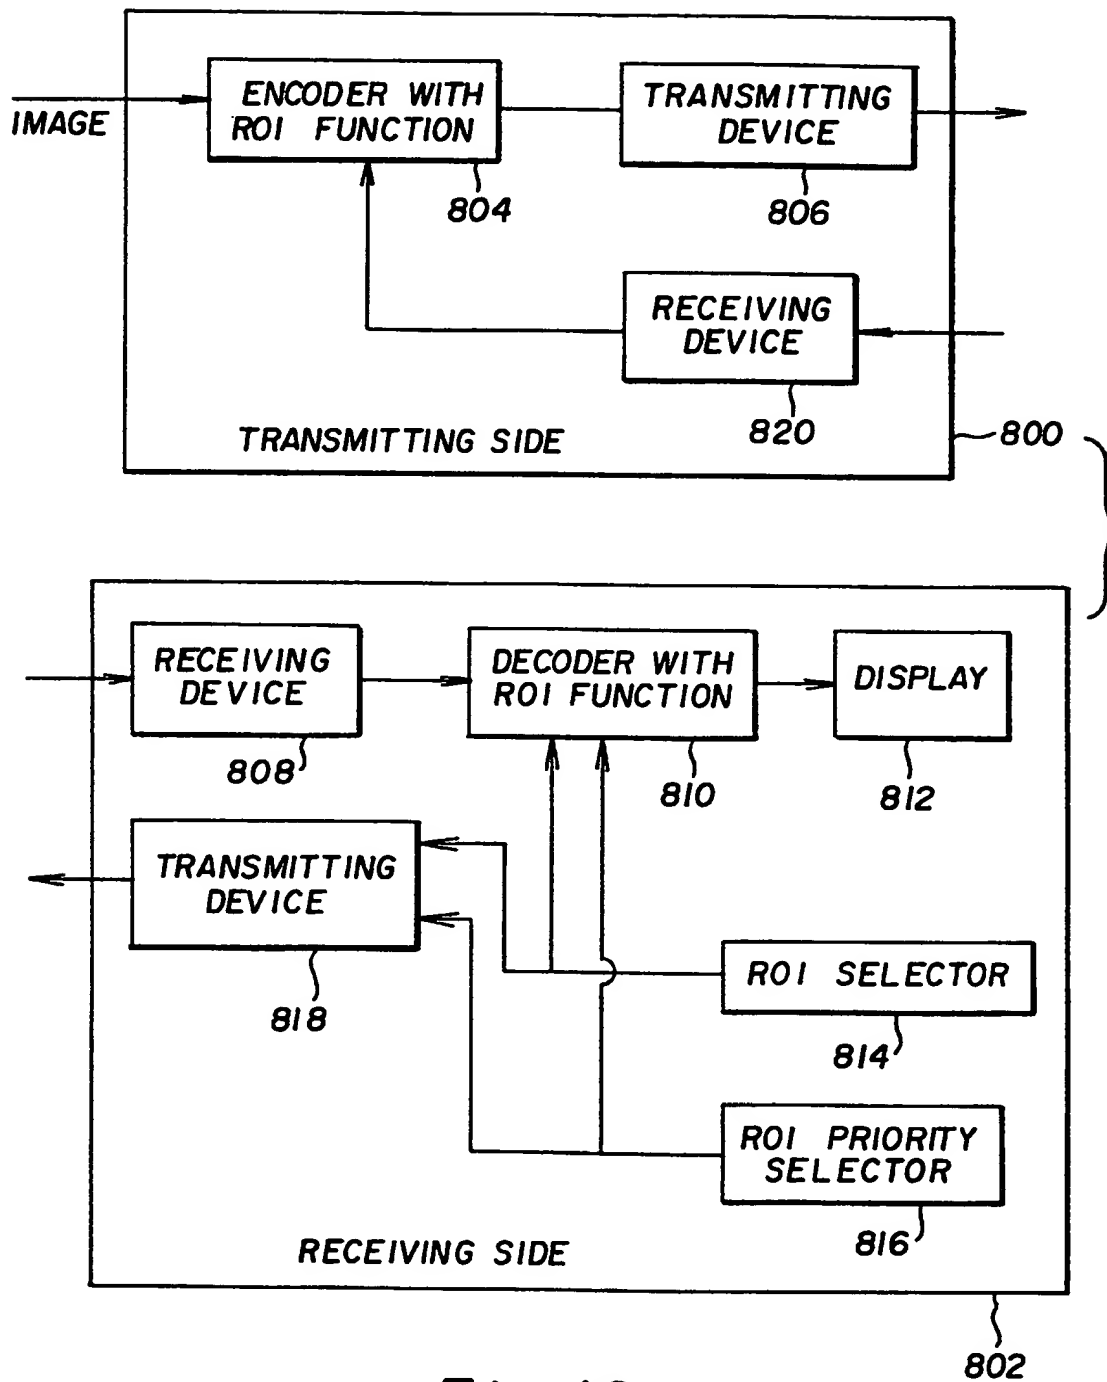 IMAGE
ENCODER WITH
ROI FUNCTION
804
TRANSMITTING
DEVICE
806
RECEIVING
DEVICE
820
TRANSMITTING SIDE
800
RECEIVING
DEVICE
808
DECODER WITH
ROI FUNCTION
810
DISPLAY
812
TRANSMITTING
DEVICE
818
ROI SELECTOR
814
ROI PRIORITY
SELECTOR
816
RECEIVING SIDE
802